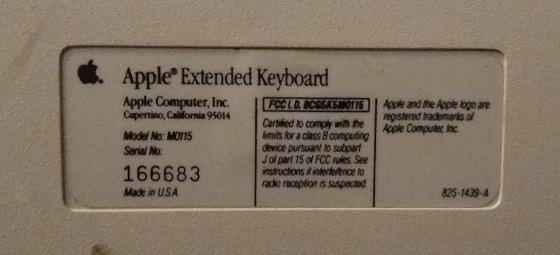 Apple® Extended Keyboard
Apple Computer, Inc.
Cupertino, California 95014
Model No: M0115
Serial No:
166683
Made in U.S.A.
FCC I.D. BCG5K5M0115
Certified to comply with the
limits for a class B computing
device pursuant to subpart
J of part 15 of FCC rules. See
instructions if interference to
radio reception is suspected.
Apple and the Apple logo are
registered trademarks of
Apple Computer, Inc.
825-1439-A